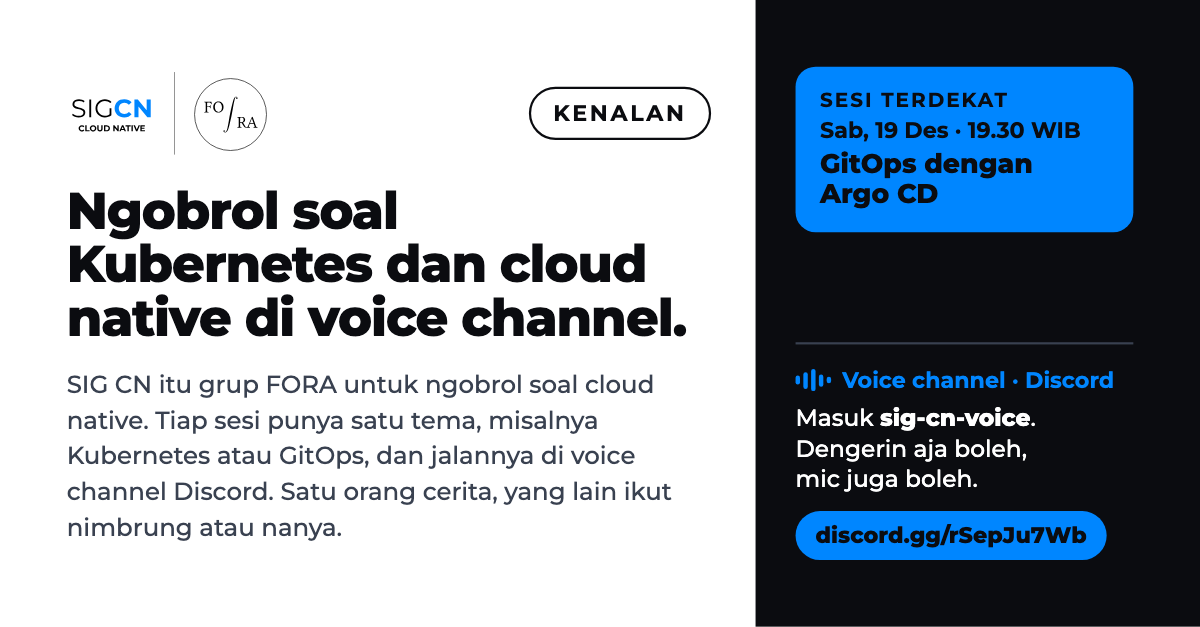 SIGCN
CLOUD NATIVE
FO
RA
KENALAN
Ngobrol soal
Kubernetes dan cloud
native di voice channel.
SIG CN itu grup FORA untuk ngobrol soal cloud
native. Tiap sesi punya satu tema, misalnya
Kubernetes atau GitOps, dan jalannya di voice
channel Discord. Satu orang cerita, yang lain ikut
nimbrung atau nanya.
SESI TERDEKAT
Sab, 19 Des · 19.30 WIB
GitOps dengan
Argo CD
Voice channel · Discord
Masuk sig-cn-voice.
Dengerin aja boleh,
mic juga boleh.
discord.gg/rSepJu7Wb